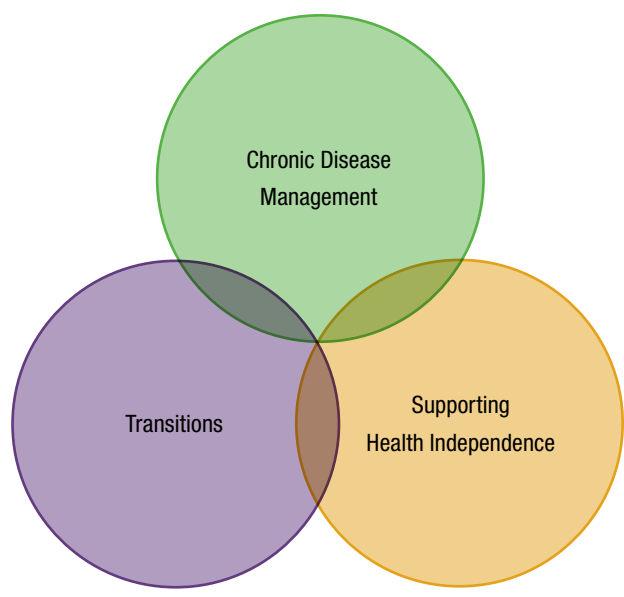 Chronic Disease
Management
Transitions
Supporting
Health Independence